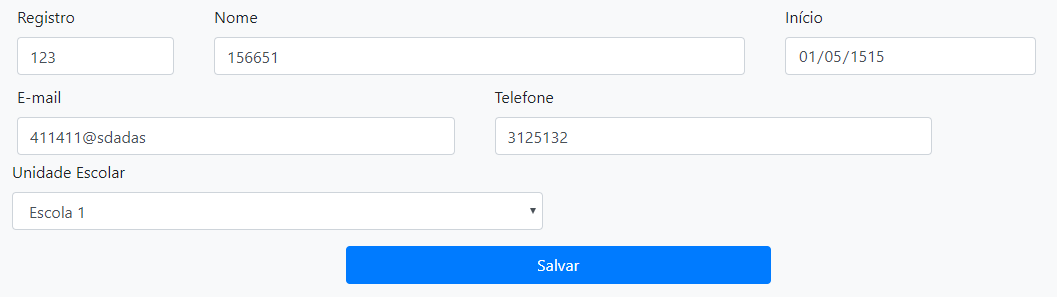 Registro Nome Início
123 156651 01/05/1515
E-mail Telefone
411411@sdadas 3125132
Unidade Escolar
Escola 1
Salvar